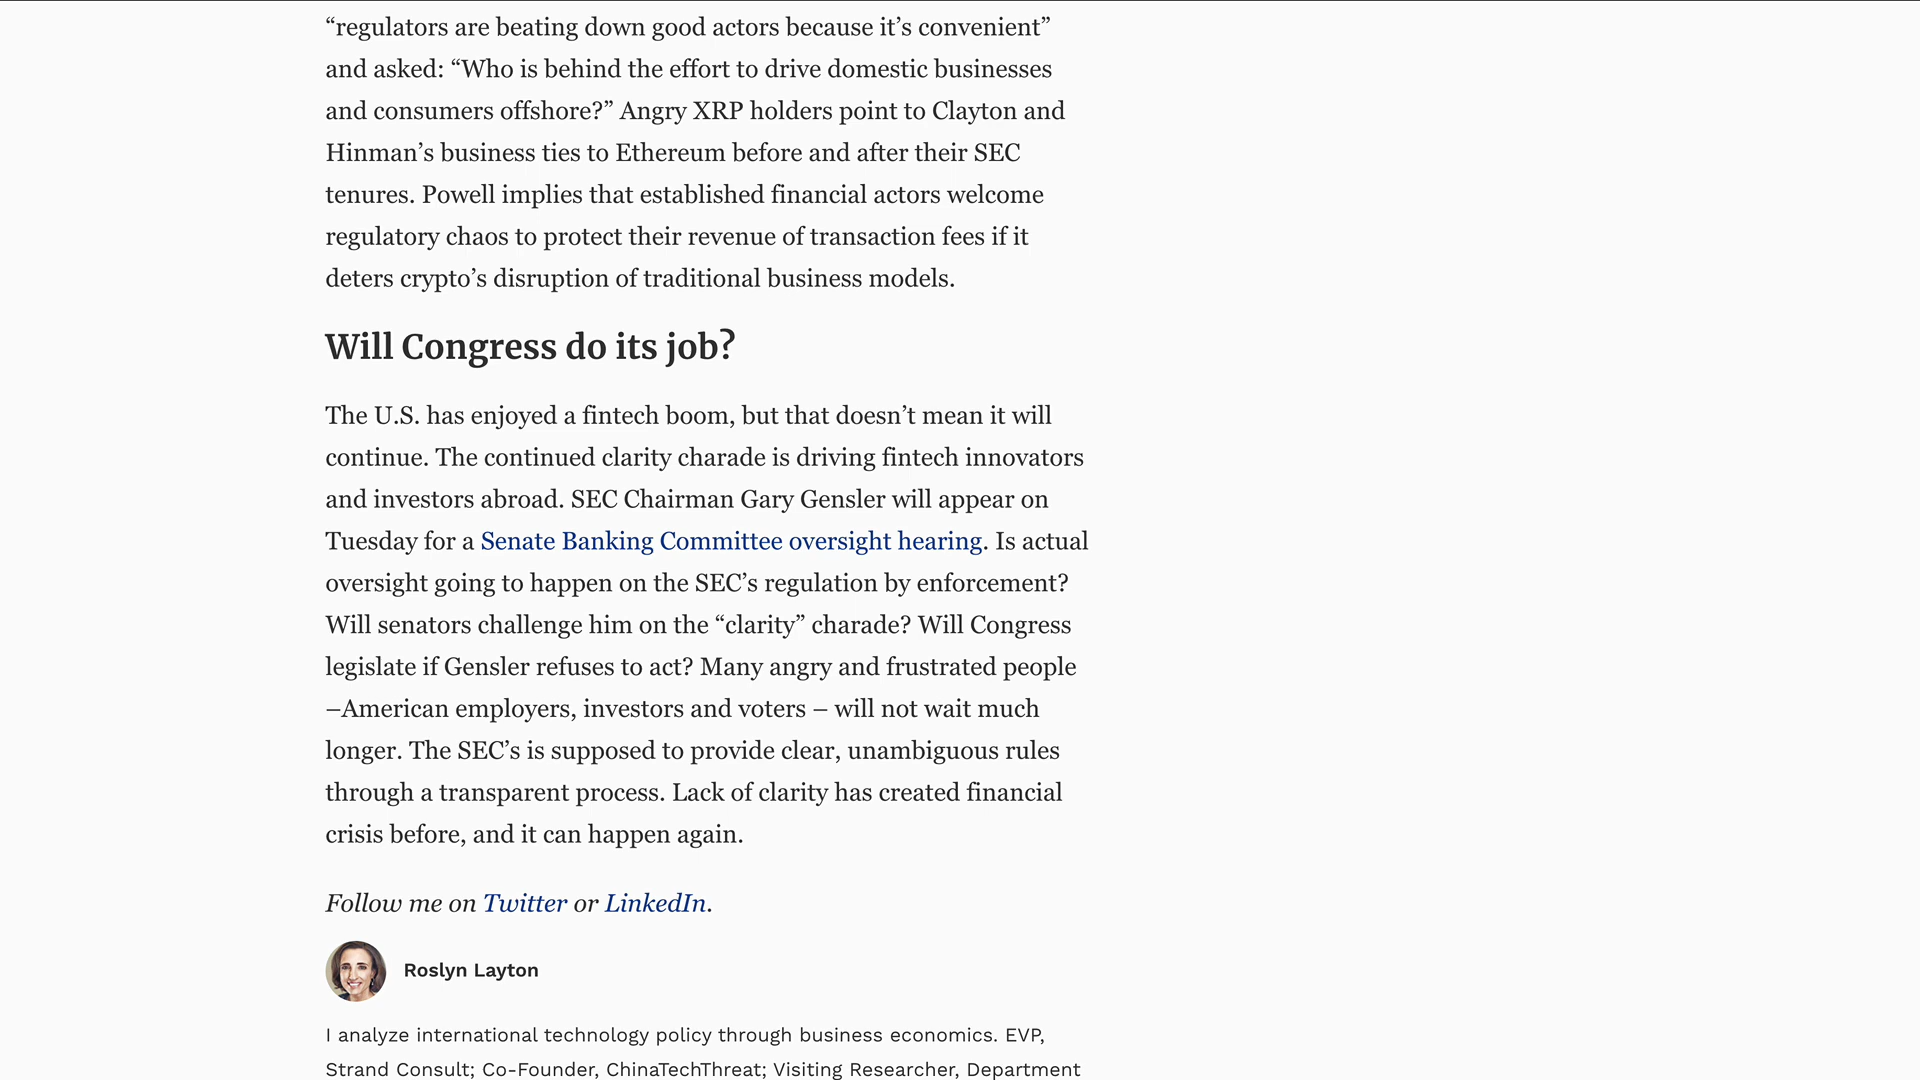 “regulators are beating down good actors because it’s convenient”
and asked: “Who is behind the effort to drive domestic businesses
and consumers offshore?” Angry XRP holders point to Clayton and
Hinman’s business ties to Ethereum before and after their SEC
tenures. Powell implies that established financial actors welcome
regulatory chaos to protect their revenue of transaction fees if it
deters crypto’s disruption of traditional business models.
Will Congress do its job?
The U.S. has enjoyed a fintech boom, but that doesn’t mean it will
continue. The continued clarity charade is driving fintech innovators
and investors abroad. SEC Chairman Gary Gensler will appear on
Tuesday for a Senate Banking Committee oversight hearing. Is actual
oversight going to happen on the SEC’s regulation by enforcement?
Will senators challenge him on the “clarity” charade? Will Congress
legislate if Gensler refuses to act? Many angry and frustrated people
–American employers, investors and voters – will not wait much
longer. The SEC’s is supposed to provide clear, unambiguous rules
through a transparent process. Lack of clarity has created financial
crisis before, and it can happen again.
Follow me on Twitter or LinkedIn.
Roslyn Layton
I analyze international technology policy through business economics. EVP,
Strand Consult; Co-Founder, ChinaTechThreat; Visiting Researcher, Department